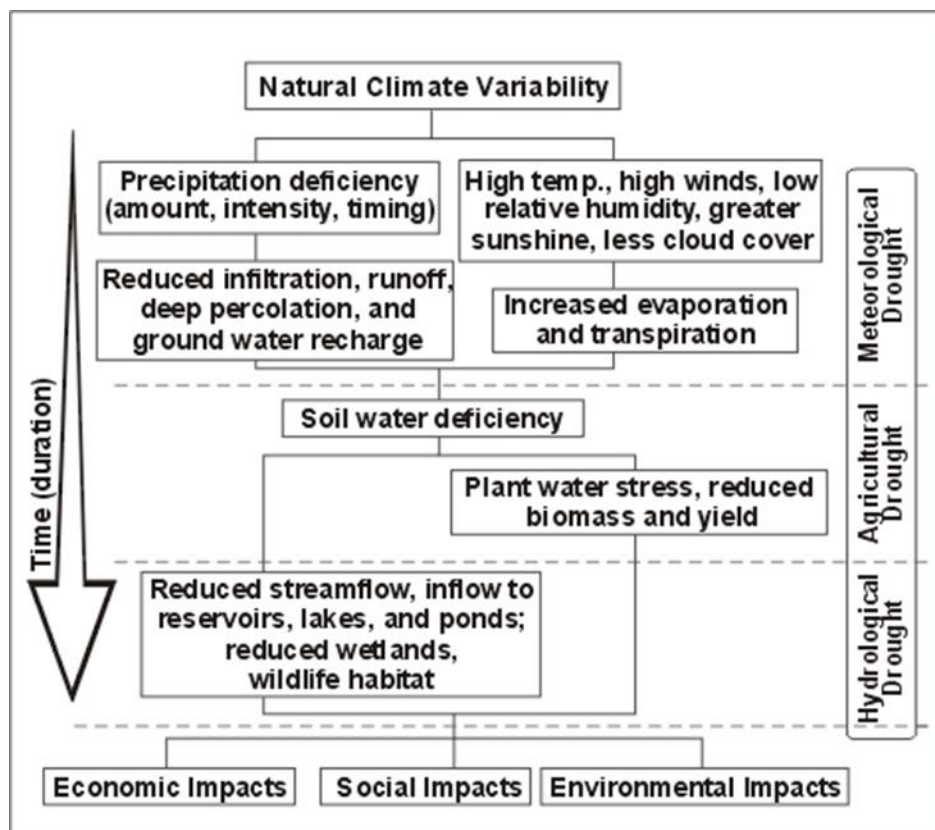 Natural Climate Variability
Precipitation deficiency
(amount, intensity, timing)
High temp., high winds, low
relative humidity, greater
sunshine, less cloud cover
Reduced infiltration, runoff,
deep percolation, and
ground water recharge
Increased evaporation
and transpiration
Meteorological
Drought
Time (duration)
Soil water deficiency
Plant water stress, reduced
biomass and yield
Agricultural
Drought
Reduced streamflow, inflow to
reservoirs, lakes, and ponds;
reduced wetlands,
wildlife habitat
Hydrological
Drought
Economic Impacts
Social Impacts
Environmental Impacts